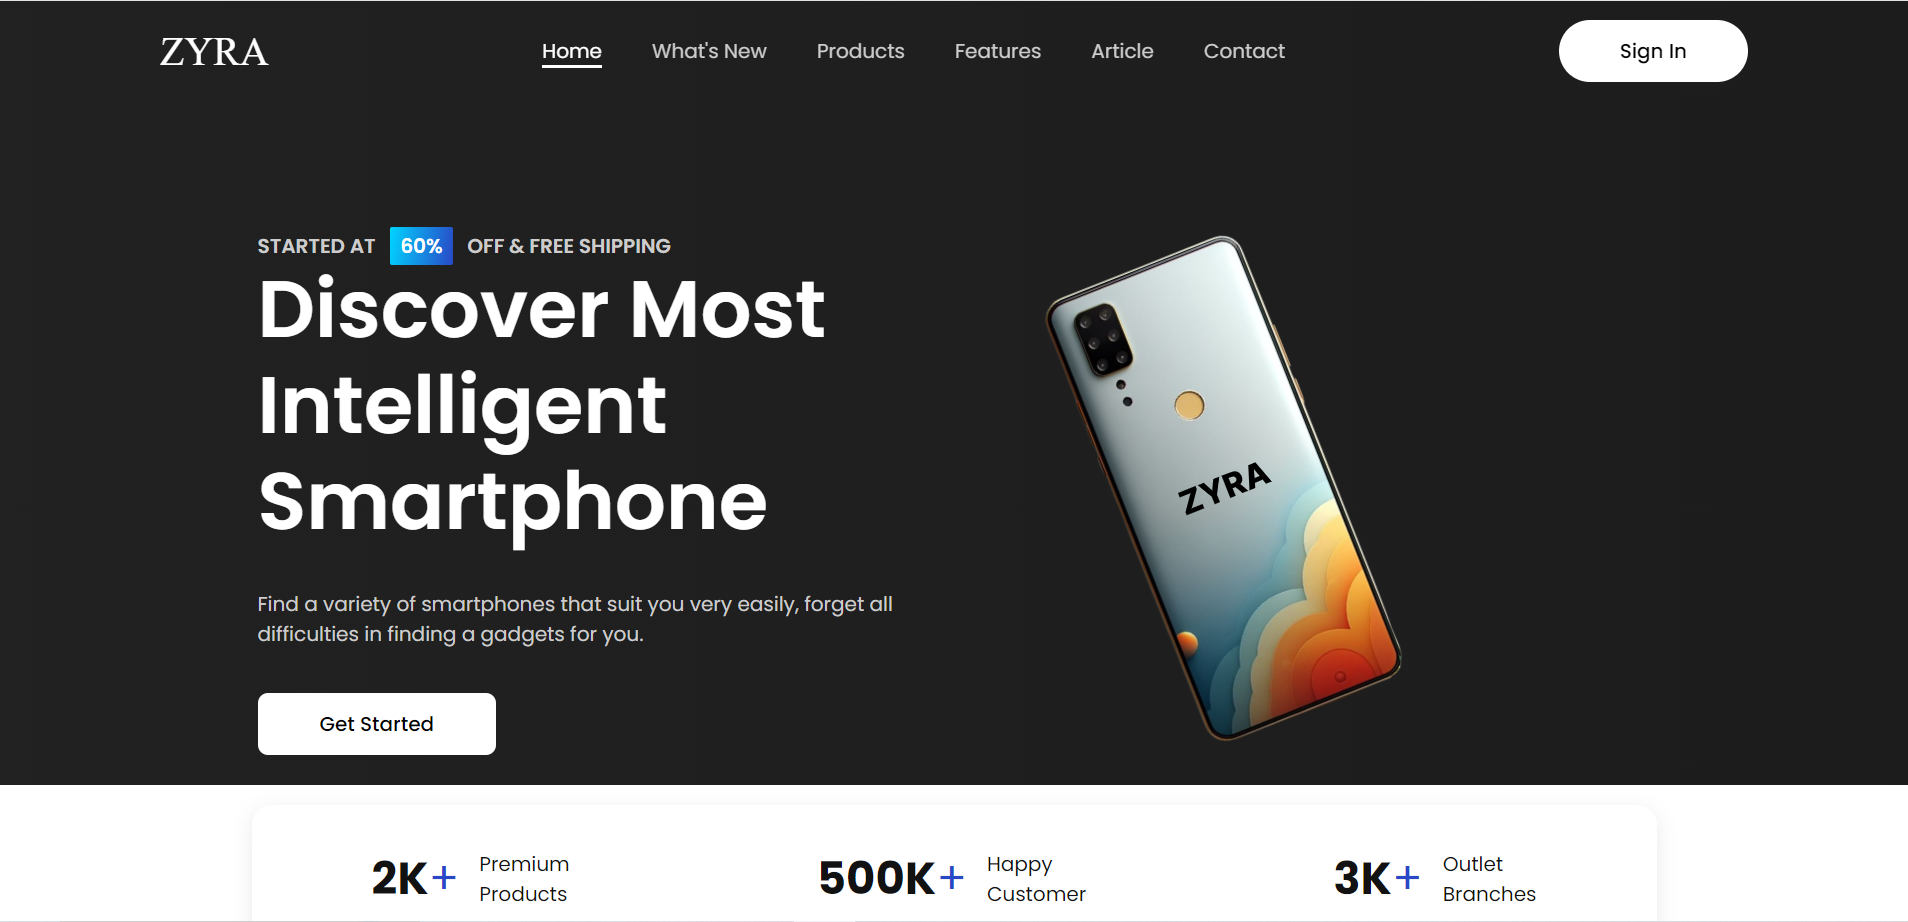 ZYRA
Home What's New Products Features Article Contact
Sign In
STARTED AT 60% OFF & FREE SHIPPING
Discover Most
Intelligent
Smartphone
Find a variety of smartphones that suit you very easily, forget all
difficulties in finding a gadgets for you.
Get Started
ZYRA
2K+ Premium
Products
500K+ Happy
Customer
3K+ Outlet
Branches